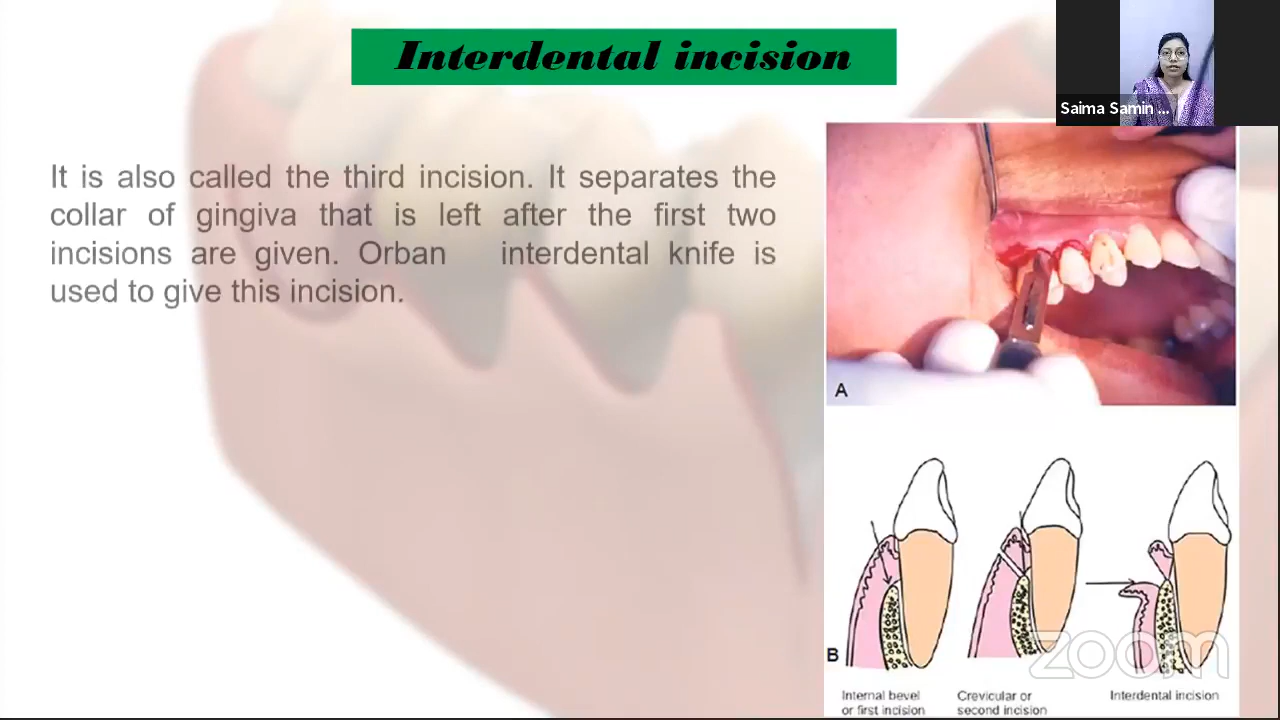 Interdental incision
Saima Samin ...
It is also called the third incision. It separates the
collar of gingiva that is left after the first two
incisions are given. Orban interdental knife is
used to give this incision.
A
B
zoom
Internal bevel
or first incision
Crevicular or
second incision
Interdental incision